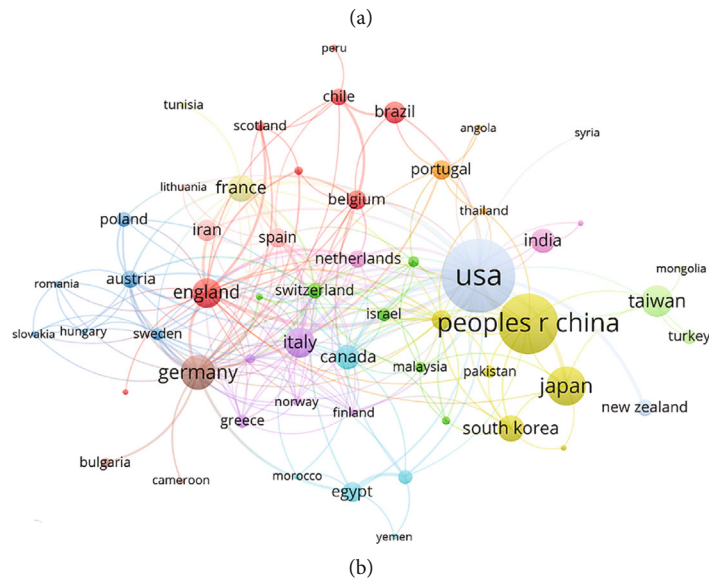 (a)
peru
chile
tunisia
brazil
scotland
angola
syria
portugal
lithuania
france
belgium
thailand
poland
iran
spain
india
netherlands
usa
mongolia
austria
romania
england
switzerland
taiwan
israel
peoples r china
slovakia
hungary
sweden
italy
turkey
canada
germany
malaysia
pakistan
japan
norway
new zealand
finland
greece
south korea
bulgaria
cameroon
morocco
egypt
yemen
(b)